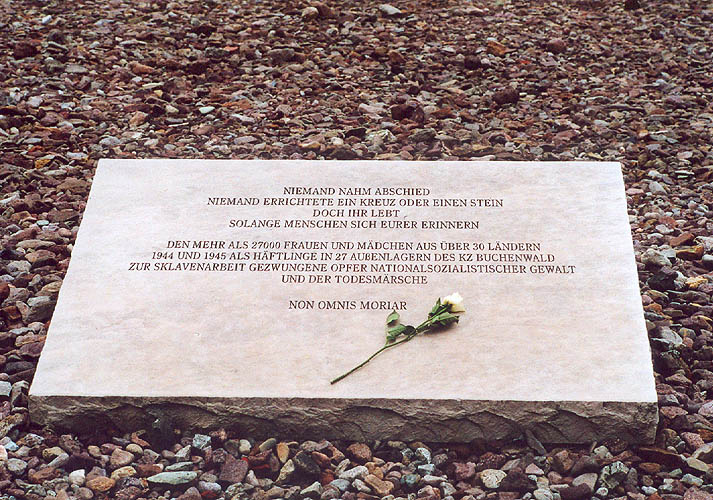 NIEMAND NAHM ABSCHIED
NIEMAND ERRICHTETE EIN KREUZ ODER EINEN STEIN
DOCH IHR LEBT
SOLANGE MENSCHEN SICH EURER ERINNERN
DEN MEHR ALS 27000 FRAUEN UND MÄDCHEN AUS ÜBER 30 LÄNDERN
1944 UND 1945 ALS HÄFTLINGE IN 27 AUßENLAGERN DES KZ BUCHENWALD
ZUR SKLAVENARBEIT GEZWUNGENE OPFER NATIONALSOZIALISTISCHER GEWALT
UND DER TODESMÄRSCHE
NON OMNIS MORIAR